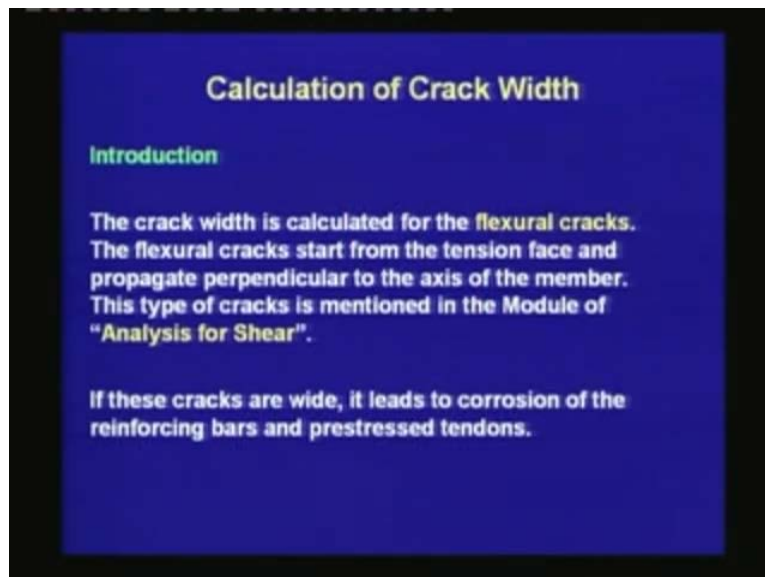 Calculation of Crack Width
Introduction
The crack width is calculated for the flexural cracks.
The flexural cracks start from the tension face and
propagate perpendicular to the axis of the member.
This type of cracks is mentioned in the Module of
“Analysis for Shear”.
If these cracks are wide, it leads to corrosion of the
reinforcing bars and prestressed tendons.